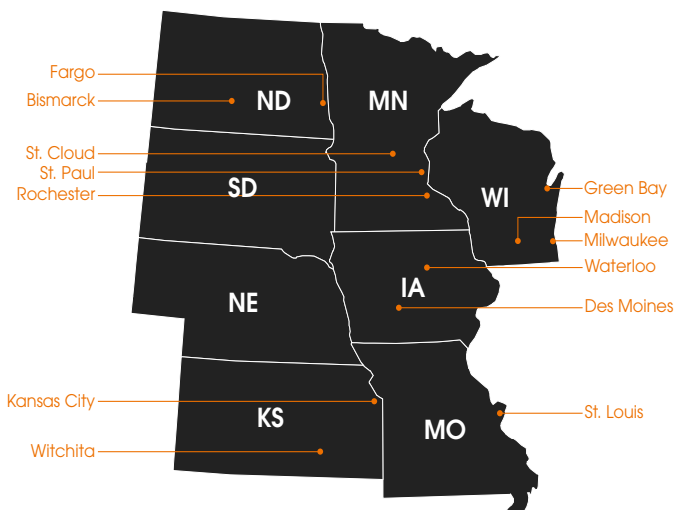 Fargo
Bismarck
ND
MN
St. Cloud
St. Paul
Rochester
SD
WI
Green Bay
Madison
Milwaukee
Waterloo
IA
NE
Des Moines
Kansas City
KS
MO
St. Louis
Witchita